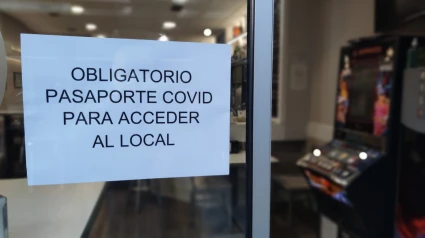 OBLIGATORIO
PASAPORTE COVID
PARA ACCEDER
AL LOCAL